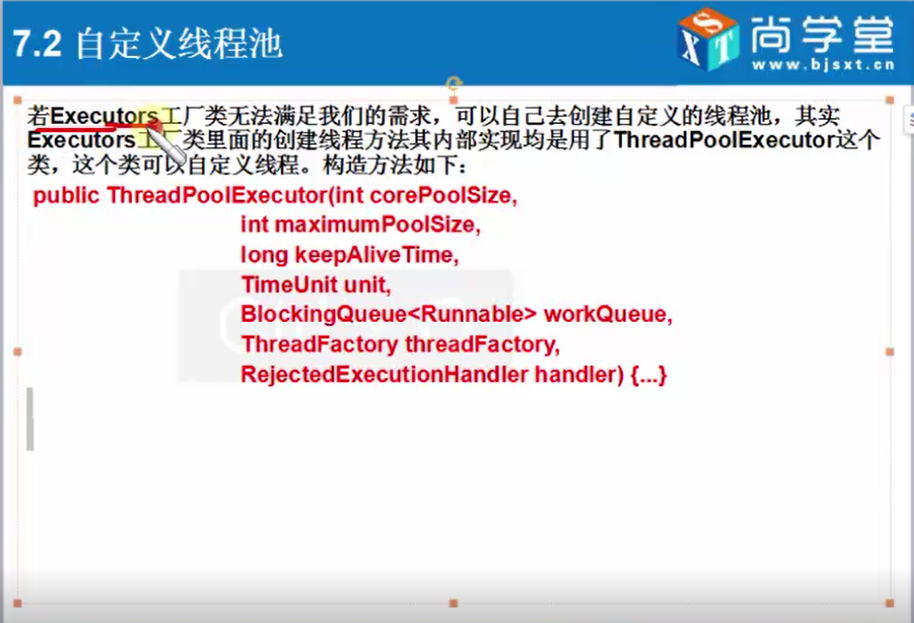 7.2 自定义线程池
尚学堂
www.bjsxt.cn
若Executors工厂类无法满足我们的需求，可以自己去创建自定义的线程池，其实
Executors工厂类里面的创建线程方法其内部实现均是用了ThreadPoolExecutor这个
类，这个类可以自定义线程。构造方法如下：
public ThreadPoolExecutor(int corePoolSize,
int maximumPoolSize,
long keepAliveTime,
TimeUnit unit,
BlockingQueue<Runnable> workQueue,
ThreadFactory threadFactory,
RejectedExecutionHandler handler) {...}